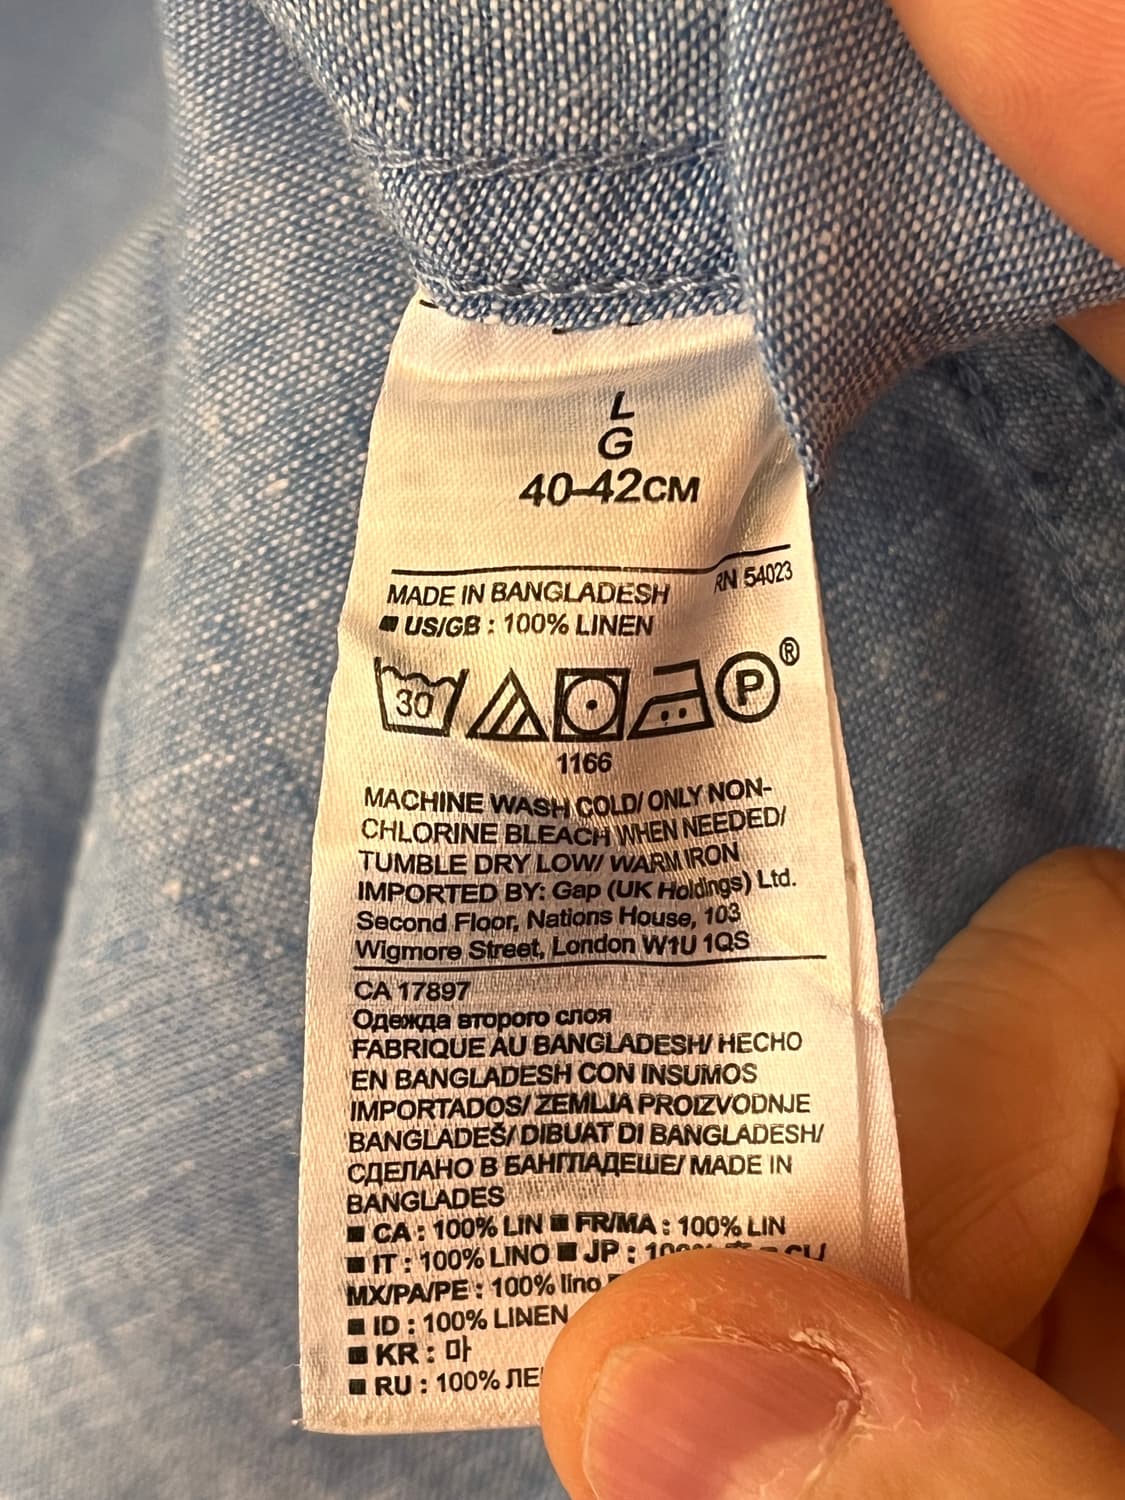 L
G
40-42CM
MADE IN BANGLADESH RN 54023
US/GB : 100% LINEN
30 P ®
1166
MACHINE WASH COLD/ ONLY NON-
CHLORINE BLEACH WHEN NEEDED/
TUMBLE DRY LOW/ WARM IRON
IMPORTED BY: Gap (UK Holdings) Ltd.
Second Floor, Nations House, 103
Wigmore Street, London W1U 1QS
CA 17897
Одежда второго слоя
FABRIQUE AU BANGLADESH/ HECHO
EN BANGLADESH CON INSUMOS
IMPORTADOS/ ZEMLJA PROIZVODNJE
BANGLADEŠ/ DIBUAT DI BANGLADESH/
СДЕЛАНО В БАНГЛАДЕШЕ/ MADE IN
BANGLADES
■ CA : 100% LIN ■ FR/MA : 100% LIN
■ IT : 100% LINO ■ JP :
MX/PA/PE : 100% lino
■ ID : 100% LINEN
■ KR : 마
■ RU : 100%